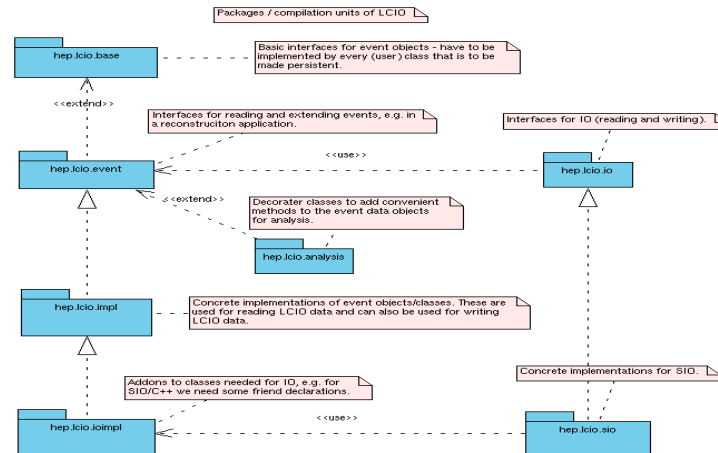 Packages / compilation units of LCIO
hep.lcio.base
Basic interfaces for event objects - have to be
implemented by every (user) class that is to be
made persistent.
<<extend>>
Interfaces for reading and extending events, e.g. in
a reconstruciton application.
Interfaces for IO (reading and writing).
<<use>>
hep.lcio.event
hep.lcio.io
<<extend>>
Decorater classes to add convenient
methods to the event data objects
for analysis.
hep.lcio.analysis
hep.lcio.impl
Concrete implementations of event objects/classes. These are
used for reading LCIO data and can also be used for writing
LCIO data.
Concrete implementations for SIO.
Addons to classes needed for IO, e.g. for
SIO/C++ we need some friend declarations.
<<use>>
hep.lcio.ioimpl
hep.lcio.sio